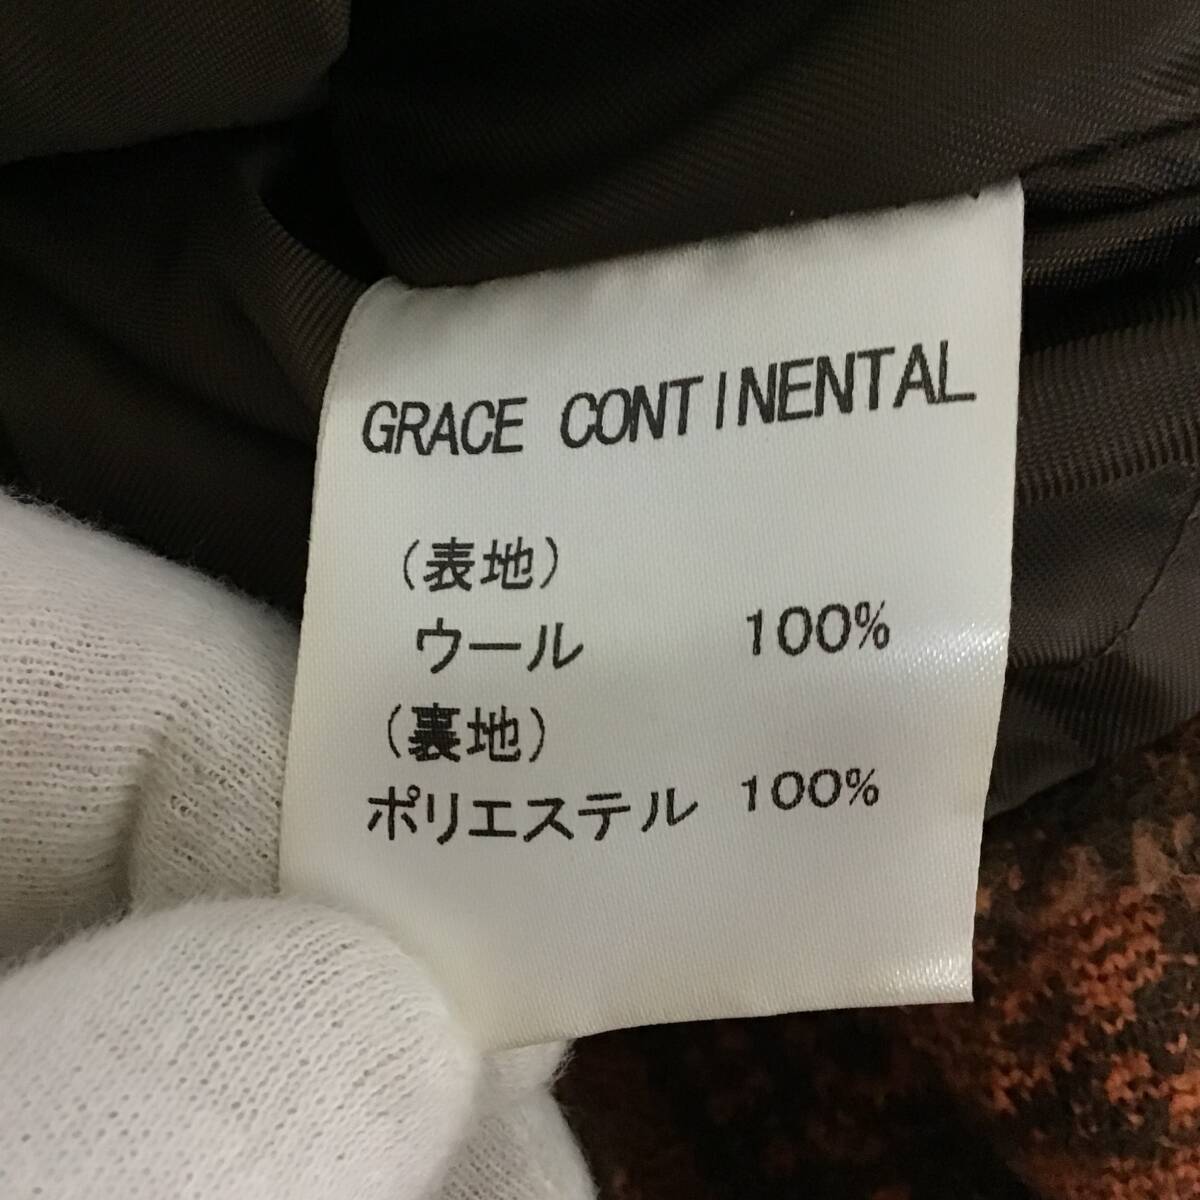 GRACE CONTINENTAL
(表地)
ウール 100%
(裏地)
ポリエステル 100%